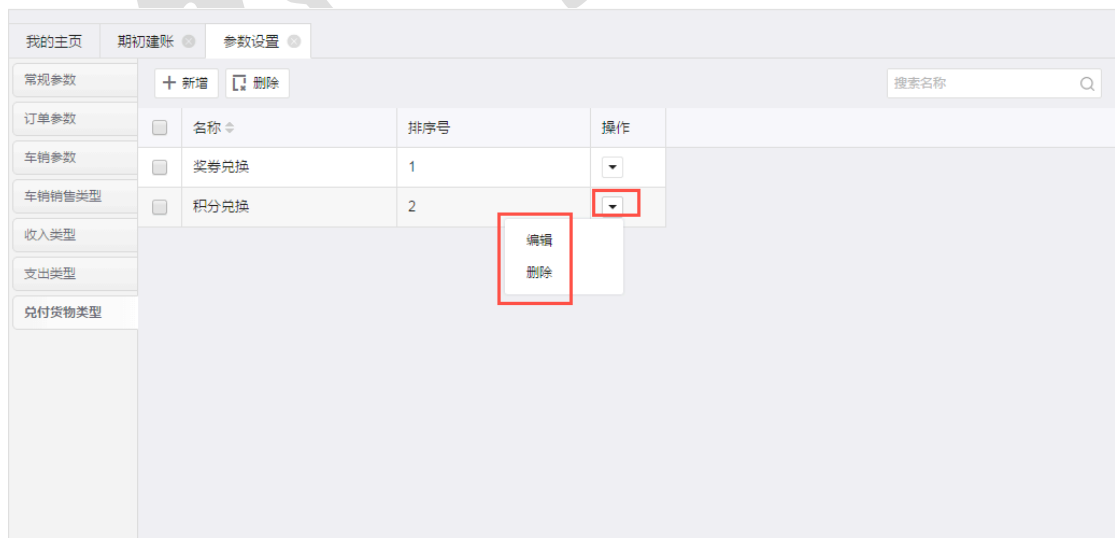 我的主页 期初建账 参数设置
常规参数
新增 删除 搜索名称
订单参数
名称 排序号 操作
车销参数
奖券兑换 1
车销销售类型
积分兑换 2
收入类型
编辑
支出类型
删除
兑付货物类型